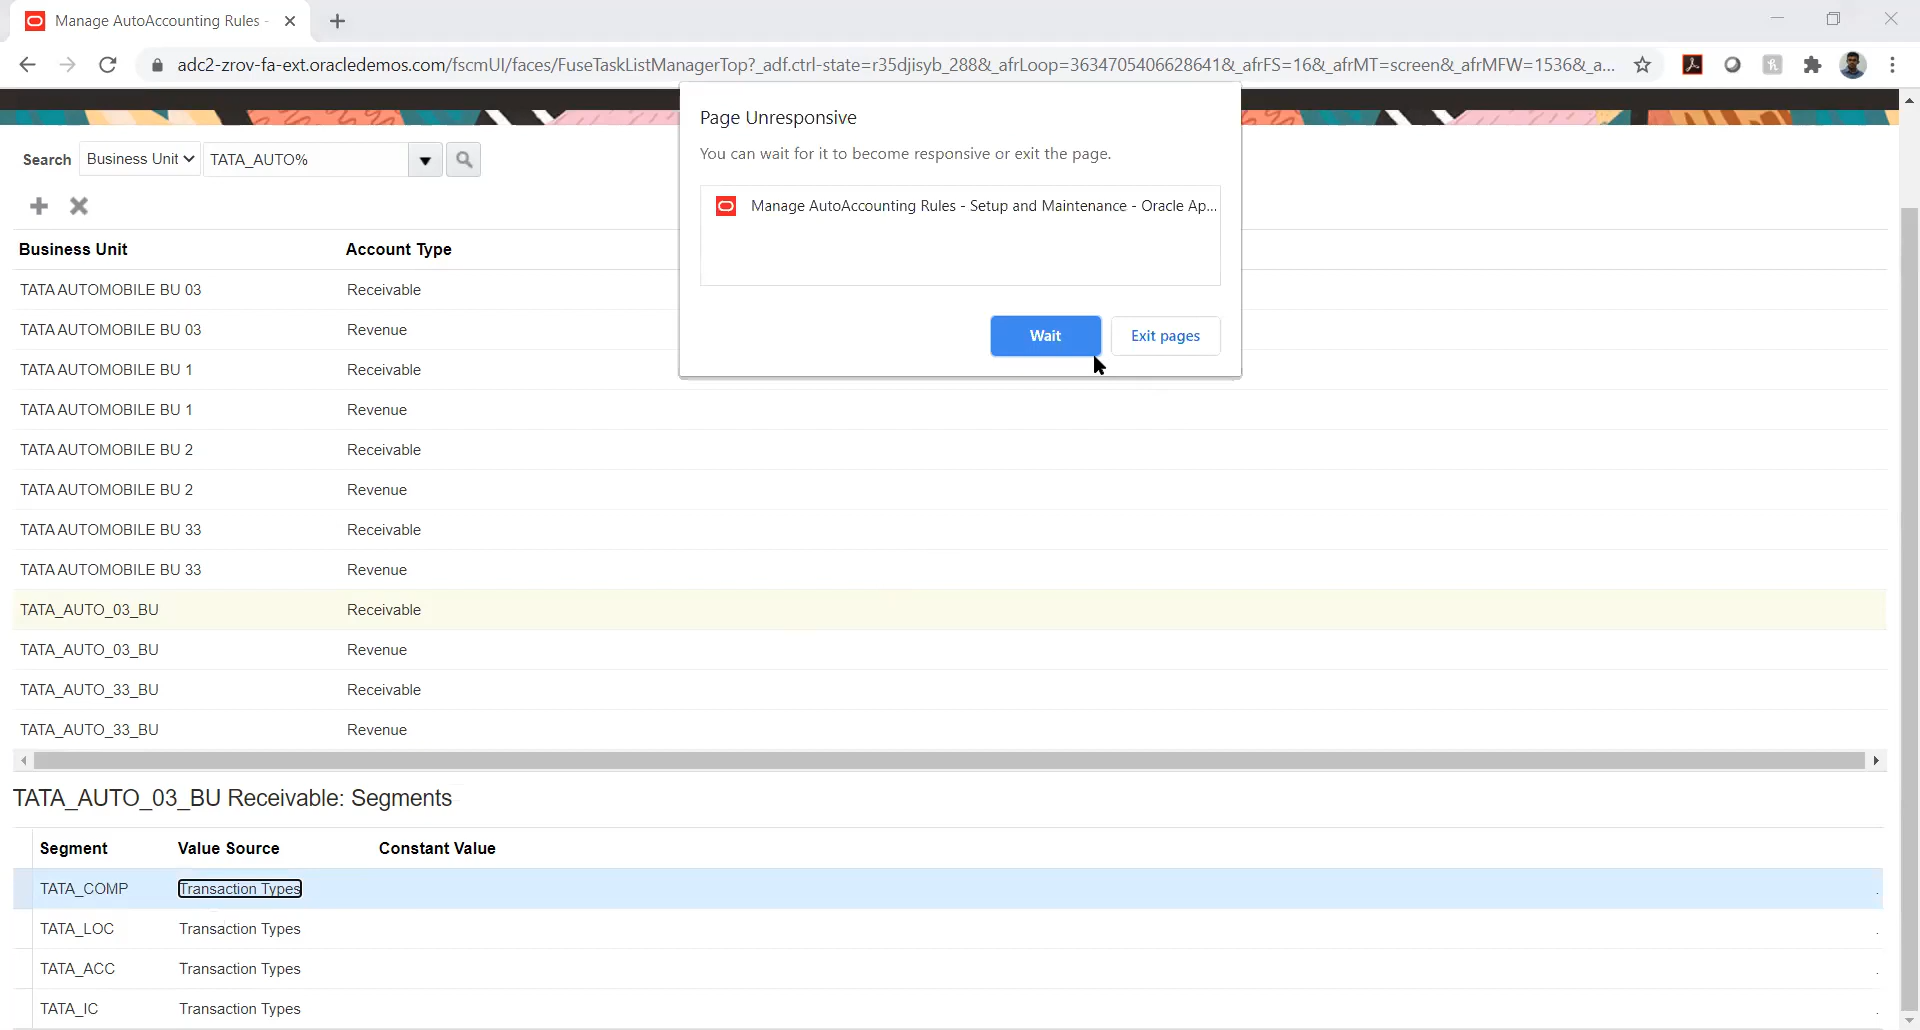 Manage AutoAccounting Rules -
adc2-zrov-fa-ext.oracledemos.com/fscmUI/faces/FuseTaskListManagerTop?_adf.ctrl-state=r35djisyb_288&_afrLoop=3634705406628641&_afrFS=16&_afrMT=screen&_afrMFW=1536&_a...
Page Unresponsive
You can wait for it to become responsive or exit the page.
Manage AutoAccounting Rules - Setup and Maintenance - Oracle Ap...
Wait Exit pages
Search Business Unit TATA_AUTO%
Business Unit Account Type
TATA AUTOMOBILE BU 03 Receivable
TATA AUTOMOBILE BU 03 Revenue
TATA AUTOMOBILE BU 1 Receivable
TATA AUTOMOBILE BU 1 Revenue
TATA AUTOMOBILE BU 2 Receivable
TATA AUTOMOBILE BU 2 Revenue
TATA AUTOMOBILE BU 33 Receivable
TATA AUTOMOBILE BU 33 Revenue
TATA_AUTO_03_BU Receivable
TATA_AUTO_03_BU Revenue
TATA_AUTO_33_BU Receivable
TATA_AUTO_33_BU Revenue
TATA_AUTO_03_BU Receivable: Segments
Segment Value Source Constant Value
TATA_COMP Transaction Types
TATA_LOC Transaction Types
TATA_ACC Transaction Types
TATA_IC Transaction Types